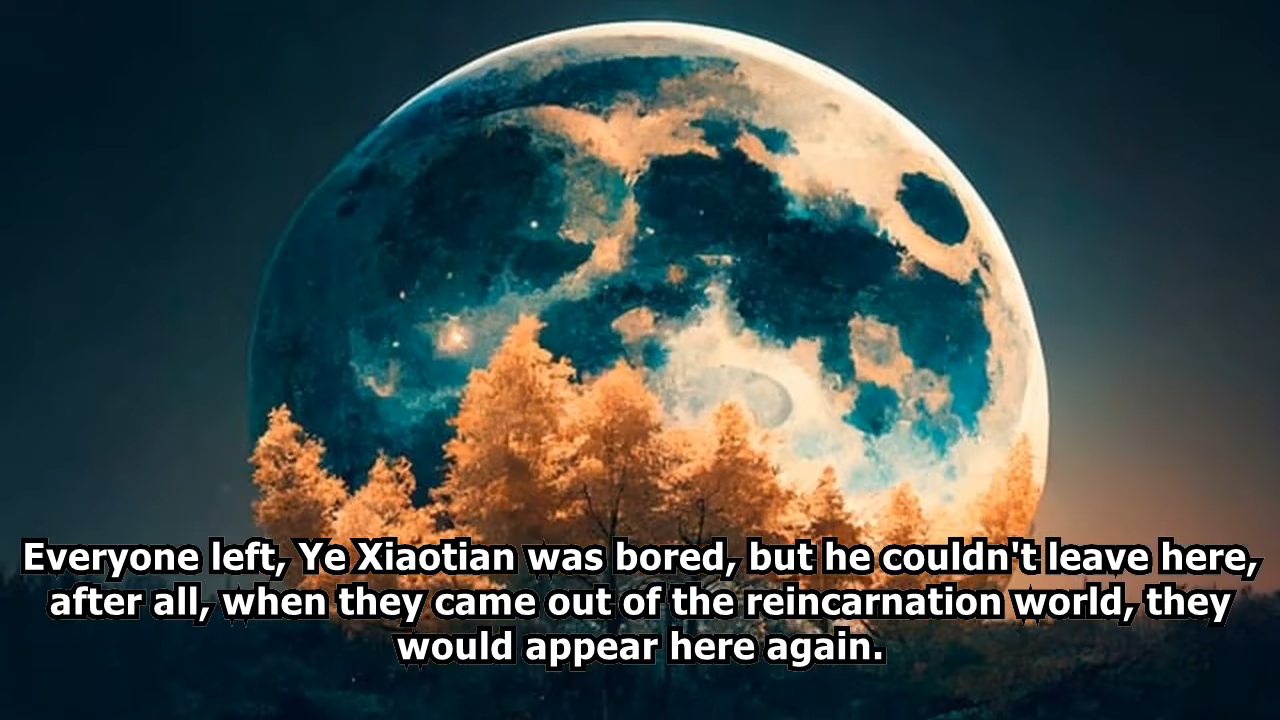 Everyone left, Ye Xiaotian was bored, but he couldn't leave here,
after all, when they came out of the reincarnation world, they
would appear here again.